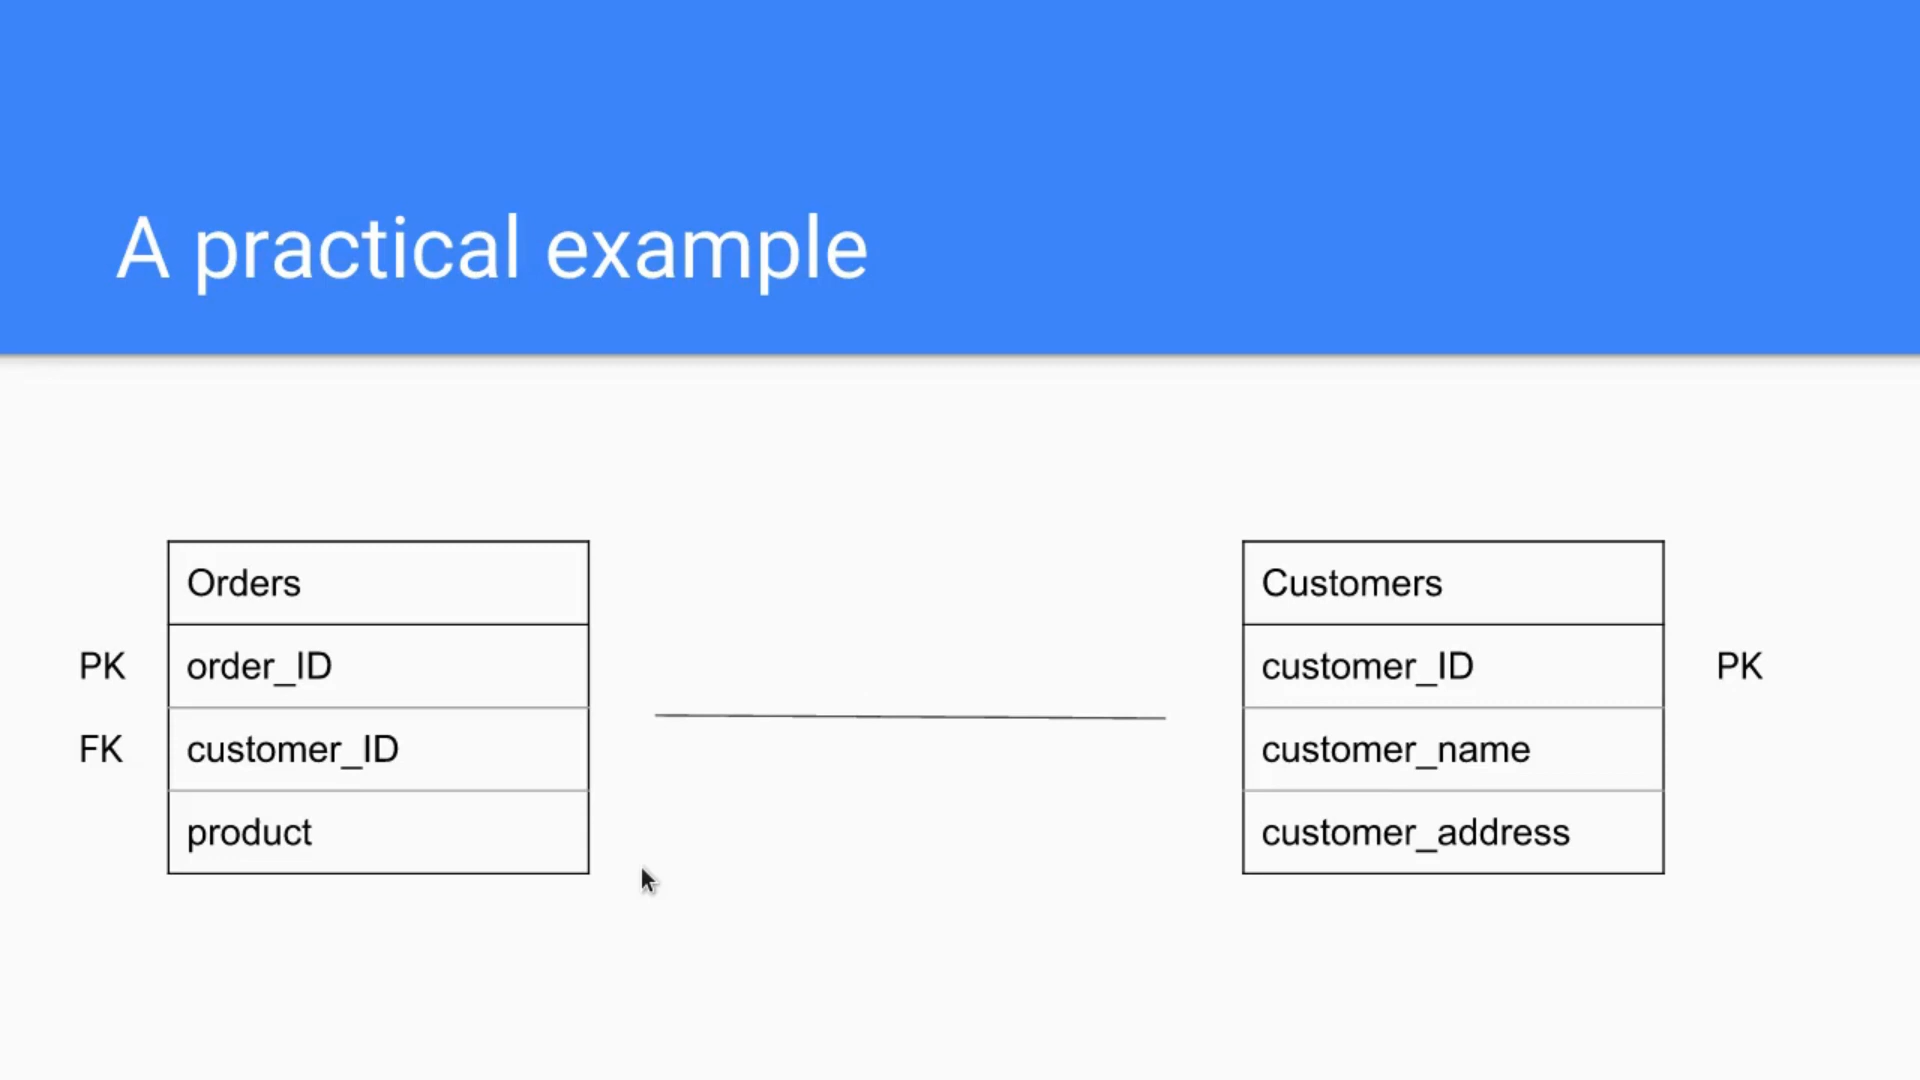 A practical example
Orders
PK order_ID
FK customer_ID
product
Customers
customer_ID PK
customer_name
customer_address